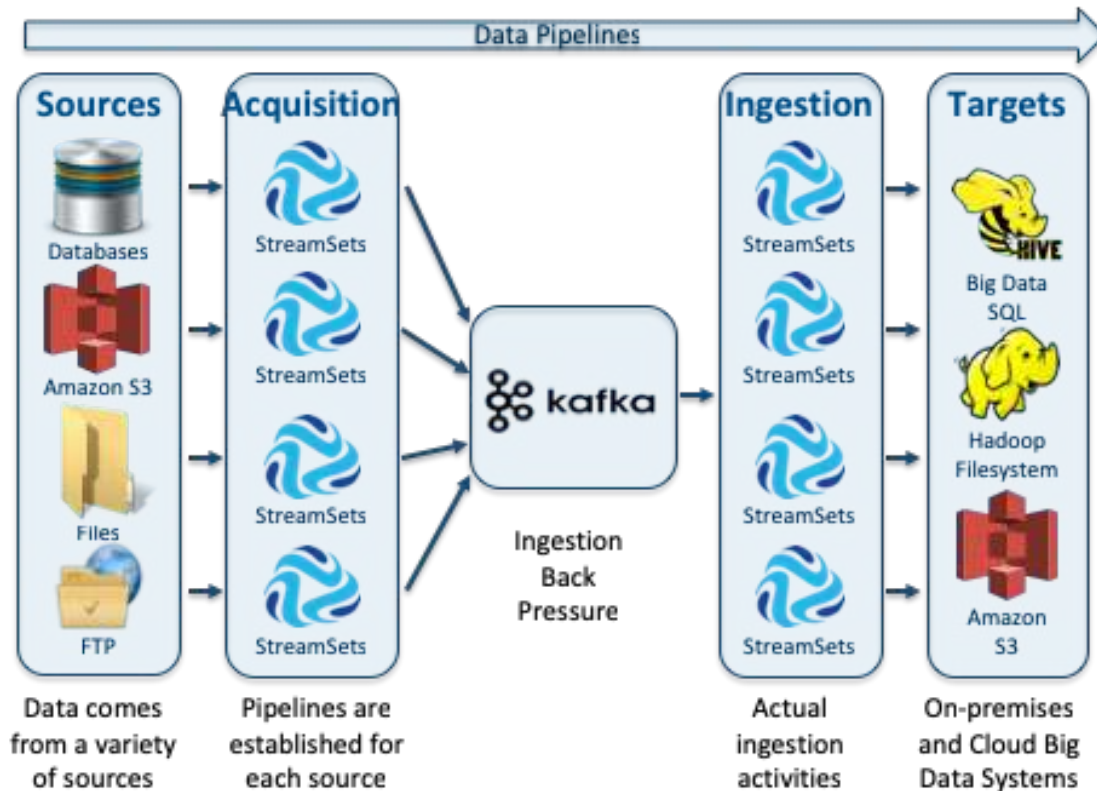 Data Pipelines
Sources
Databases
Amazon S3
Files
FTP
Data comes
from a variety
of sources
Acquisition
StreamSets
StreamSets
StreamSets
StreamSets
Pipelines are
established for
each source
kafka
Ingestion
Back
Pressure
Ingestion
StreamSets
StreamSets
StreamSets
StreamSets
Actual
ingestion
activities
Targets
HIVE
Big Data
SQL
Hadoop
Filesystem
Amazon
S3
On-premises
and Cloud Big
Data Systems